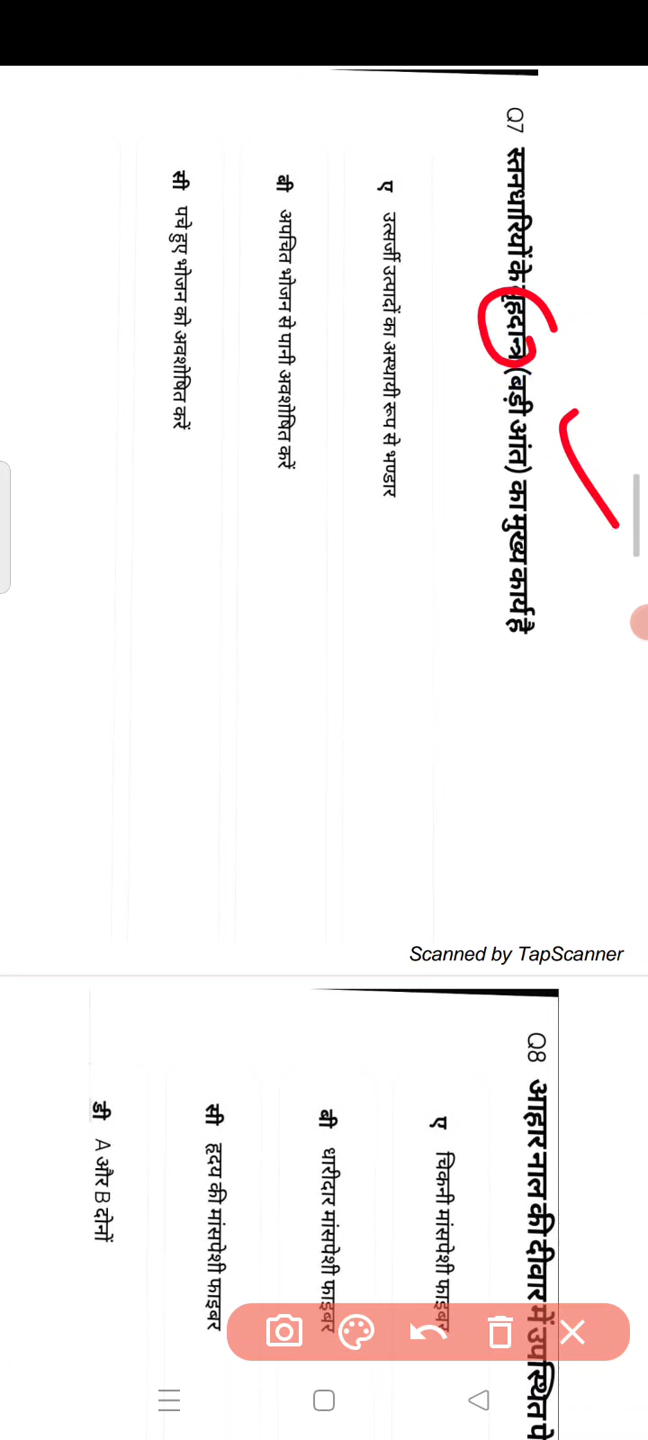 Q7 स्तनधारियों के बृहदान्त्र (बड़ी आंत) का मुख्य कार्य है
ए उत्सर्जी उत्पादों का अस्थायी रूप से भण्डार
बी अपचित भोजन से पानी अवशोषित करें
सी पचे हुए भोजन को अवशोषित करें
Scanned by TapScanner
Q8 आहार नाल की दीवार में उपस्थित पे
ए चिकनी मांसपेशी फाइबर
बी धारीदार मांसपेशी फाइबर
सी हृदय की मांसपेशी फाइबर
डी A और B दोनों